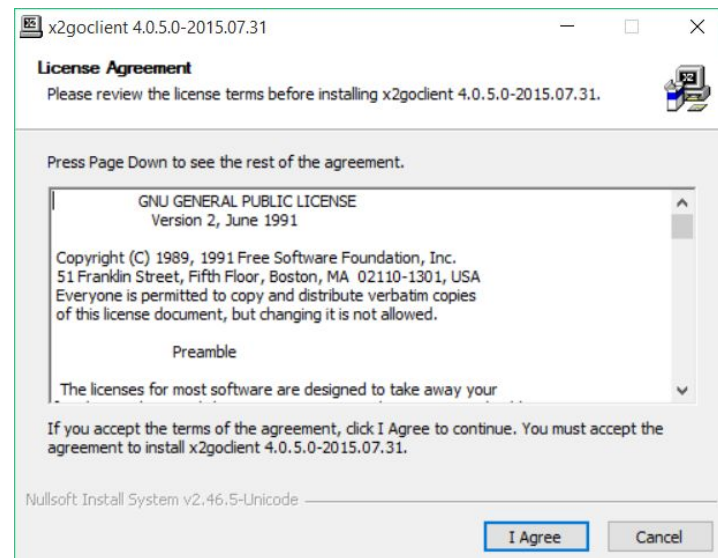 x2goclient 4.0.5.0-2015.07.31
License Agreement
Please review the license terms before installing x2goclient 4.0.5.0-2015.07.31.
Press Page Down to see the rest of the agreement.
GNU GENERAL PUBLIC LICENSE
Version 2, June 1991
Copyright (C) 1989, 1991 Free Software Foundation, Inc.
51 Franklin Street, Fifth Floor, Boston, MA  02110-1301, USA
Everyone is permitted to copy and distribute verbatim copies
of this license document, but changing it is not allowed.
Preamble
The licenses for most software are designed to take away your
If you accept the terms of the agreement, click I Agree to continue. You must accept the
agreement to install x2goclient 4.0.5.0-2015.07.31.
Nullsoft Install System v2.46.5-Unicode
I Agree
Cancel